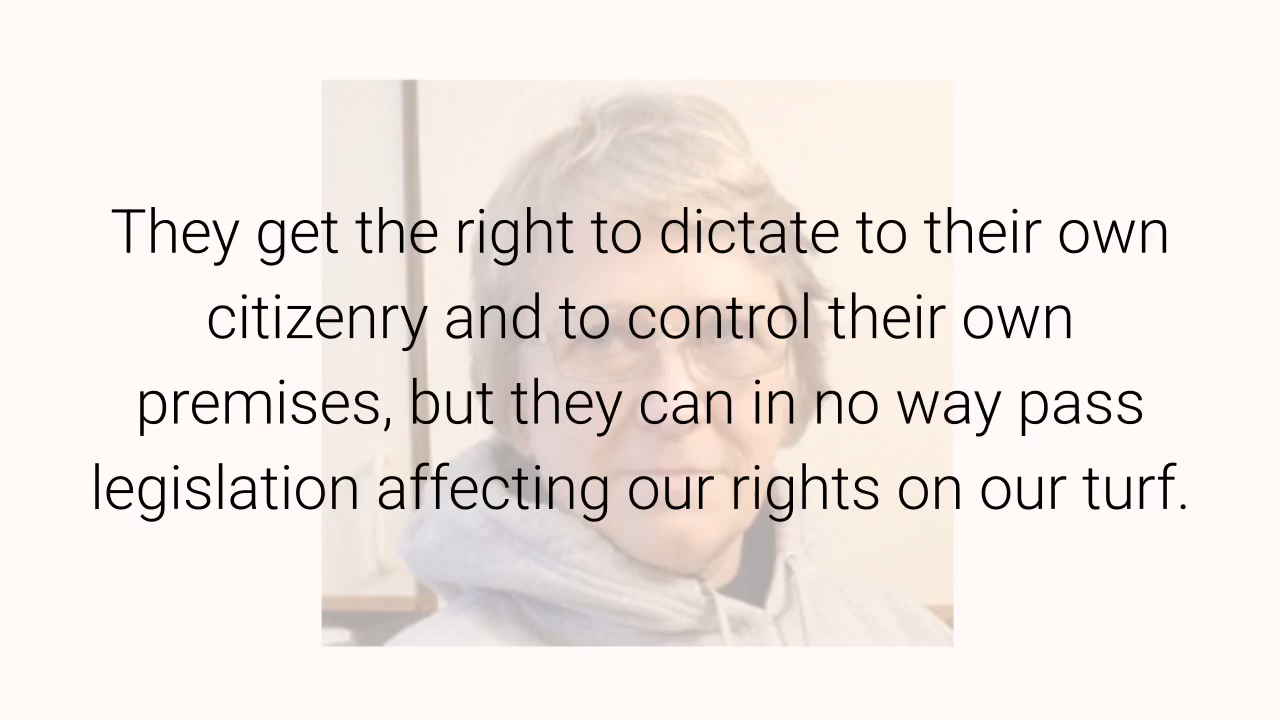 They get the right to dictate to their own
citizenry and to control their own
premises, but they can in no way pass
legislation affecting our rights on our turf.